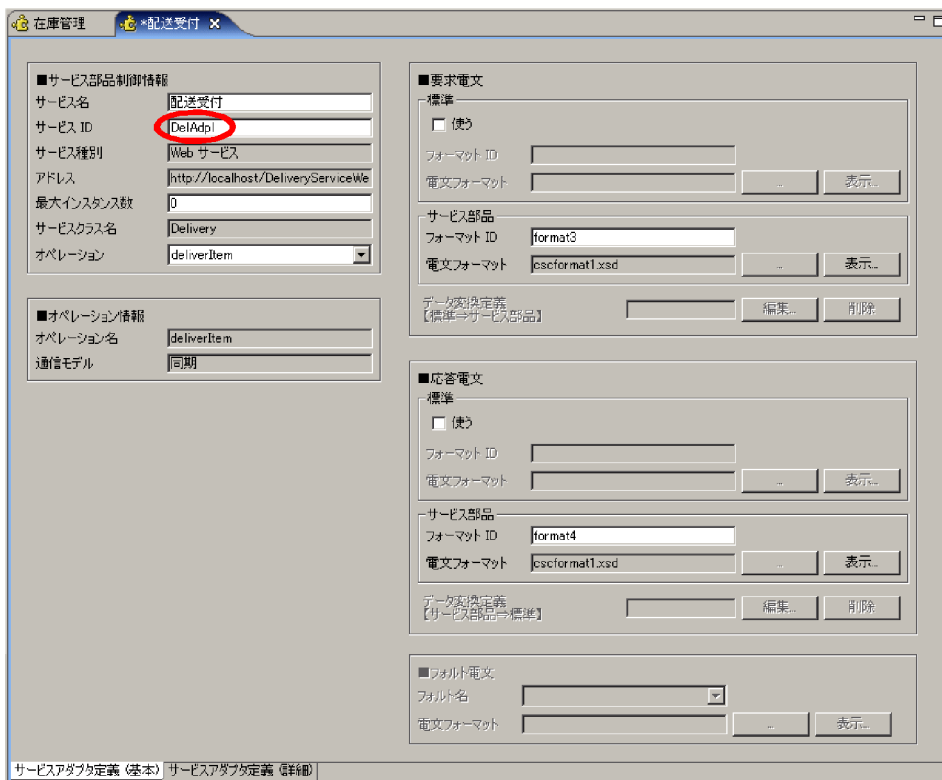 在庫管理
*配送受付
■サービス部品制御情報
サービス名 配送受付
サービス ID DelAdp1
サービス種別 Web サービス
アドレス http://localhost/DeliveryServiceWe
最大インスタンス数 0
サービスクラス名 Delivery
オペレーション deliverItem
■オペレーション情報
オペレーション名 deliverItem
通信モデル 同期
■要求電文
標準
使う
フォーマット ID
電文フォーマット ... 表示...
サービス部品
フォーマット ID format3
電文フォーマット cscformat1.xsd ... 表示...
データ変換定義
【標準⇒サービス部品】 編集... 削除
■応答電文
標準
使う
フォーマット ID
電文フォーマット ... 表示...
サービス部品
フォーマット ID format4
電文フォーマット cscformat1.xsd ... 表示...
データ変換定義
【サービス部品⇒標準】 編集... 削除
■フォルト電文
フォルト名
電文フォーマット ... 表示...
サービスアダプタ定義 (基本) サービスアダプタ定義 (詳細)